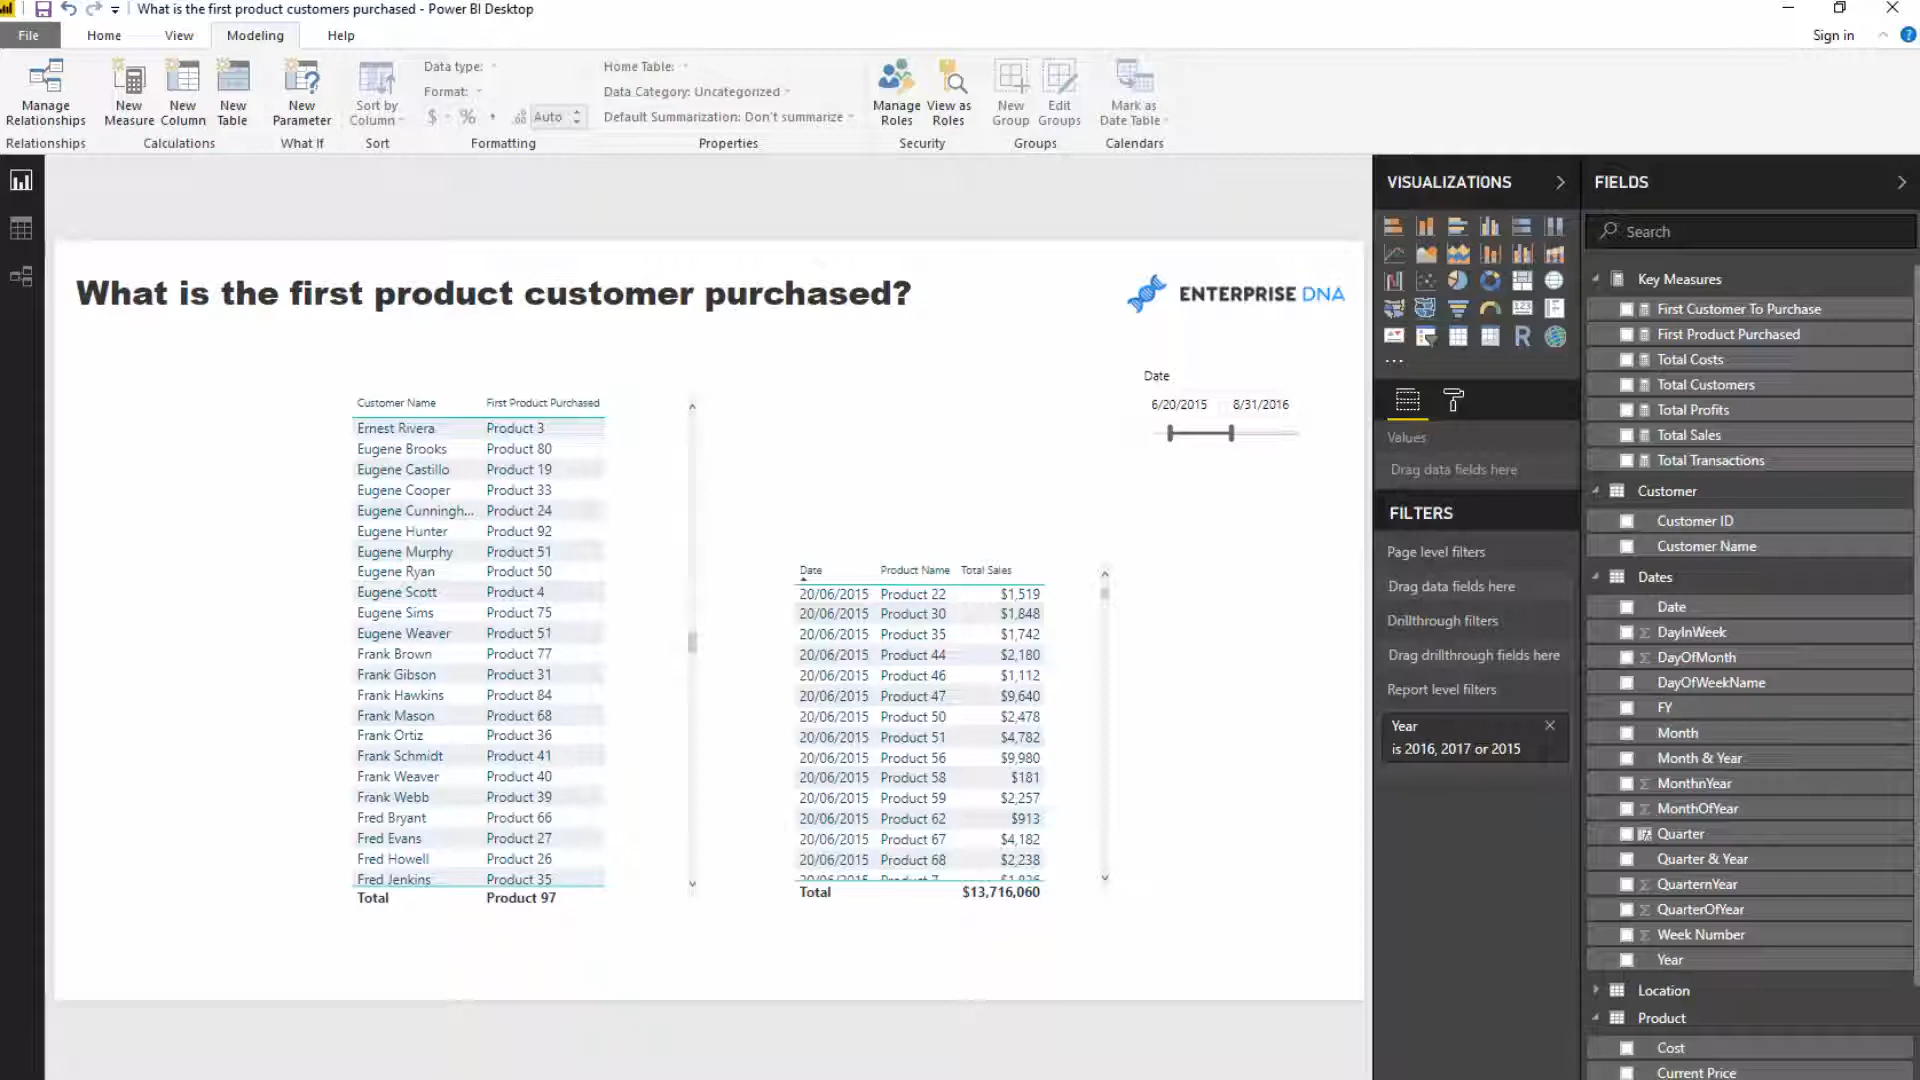 What is the first product customers purchased - Power BI Desktop
File
Home
View
Modeling
Help
Sign in
Manage Relationships
New Measure
New Column
New Table
New Parameter
Sort by Column
Data type:
Format:
$ % , .00 Auto
Home Table:
Data Category: Uncategorized
Default Summarization: Don't summarize
Manage Roles
View as Roles
New Group
Edit Groups
Mark as Date Table
Relationships
Calculations
What If
Sort
Formatting
Properties
Security
Groups
Calendars
What is the first product customer purchased?
ENTERPRISE DNA
Date
6/20/2015 8/31/2016
Customer Name First Product Purchased
Ernest Rivera Product 3
Eugene Brooks Product 80
Eugene Castillo Product 19
Eugene Cooper Product 33
Eugene Cunningh... Product 24
Eugene Hunter Product 92
Eugene Murphy Product 51
Eugene Ryan Product 50
Eugene Scott Product 4
Eugene Sims Product 75
Eugene Weaver Product 51
Frank Brown Product 77
Frank Gibson Product 31
Frank Hawkins Product 84
Frank Mason Product 68
Frank Ortiz Product 36
Frank Schmidt Product 41
Frank Weaver Product 40
Frank Webb Product 39
Fred Bryant Product 66
Fred Evans Product 27
Fred Howell Product 26
Fred Jenkins Product 35
Total Product 97
Date Product Name Total Sales
20/06/2015 Product 22 $1,519
20/06/2015 Product 30 $1,848
20/06/2015 Product 35 $1,742
20/06/2015 Product 44 $2,180
20/06/2015 Product 46 $1,112
20/06/2015 Product 47 $9,640
20/06/2015 Product 50 $2,478
20/06/2015 Product 51 $4,782
20/06/2015 Product 56 $9,980
20/06/2015 Product 58 $181
20/06/2015 Product 59 $2,257
20/06/2015 Product 62 $913
20/06/2015 Product 67 $4,182
20/06/2015 Product 68 $2,238
20/06/2015 Product 7
Total $13,716,060
VISUALIZATIONS
R
...
Values
Drag data fields here
FILTERS
Page level filters
Drag data fields here
Drillthrough filters
Drag drillthrough fields here
Report level filters
Year
is 2016, 2017 or 2015
FIELDS
Search
Key Measures
First Customer To Purchase
First Product Purchased
Total Costs
Total Customers
Total Profits
Total Sales
Total Transactions
Customer
Customer ID
Customer Name
Dates
Date
DayInWeek
DayOfMonth
DayOfWeekName
FY
Month
Month & Year
MonthnYear
MonthOfYear
Quarter
Quarter & Year
QuarternYear
QuarterOfYear
Week Number
Year
Location
Product
Cost
Current Price